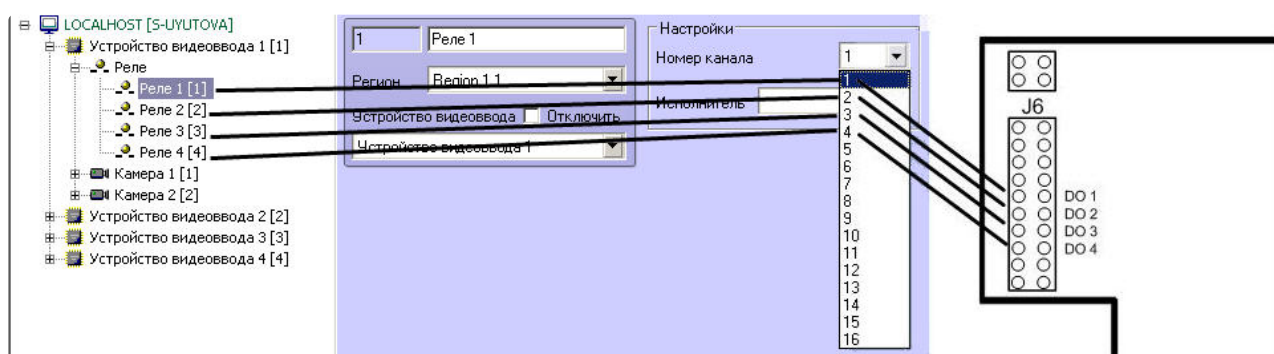 LOCALHOST [S-UYUTOVA]
Устройство видеоввода 1 [1]
Реле
Реле 1 [1]
Реле 2 [2]
Реле 3 [3]
Реле 4 [4]
Камера 1 [1]
Камера 2 [2]
Устройство видеоввода 2 [2]
Устройство видеоввода 3 [3]
Устройство видеоввода 4 [4]
1
Реле 1
Регион
Region 1.1
Устройство видеоввода
Отключить
Устройство видеоввода 1
Настройки
Номер канала
1
Исполнитель
1
2
3
4
5
6
7
8
9
10
11
12
13
14
15
16
J6
DO 1
DO 2
DO 3
DO 4